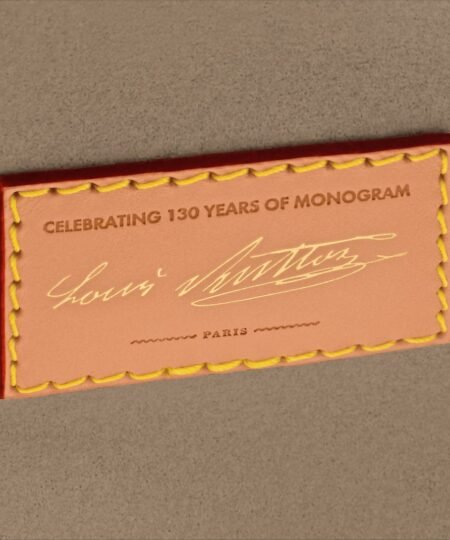 CELEBRATING 130 YEARS OF MONOGRAM
Louis Vuitton
PARIS